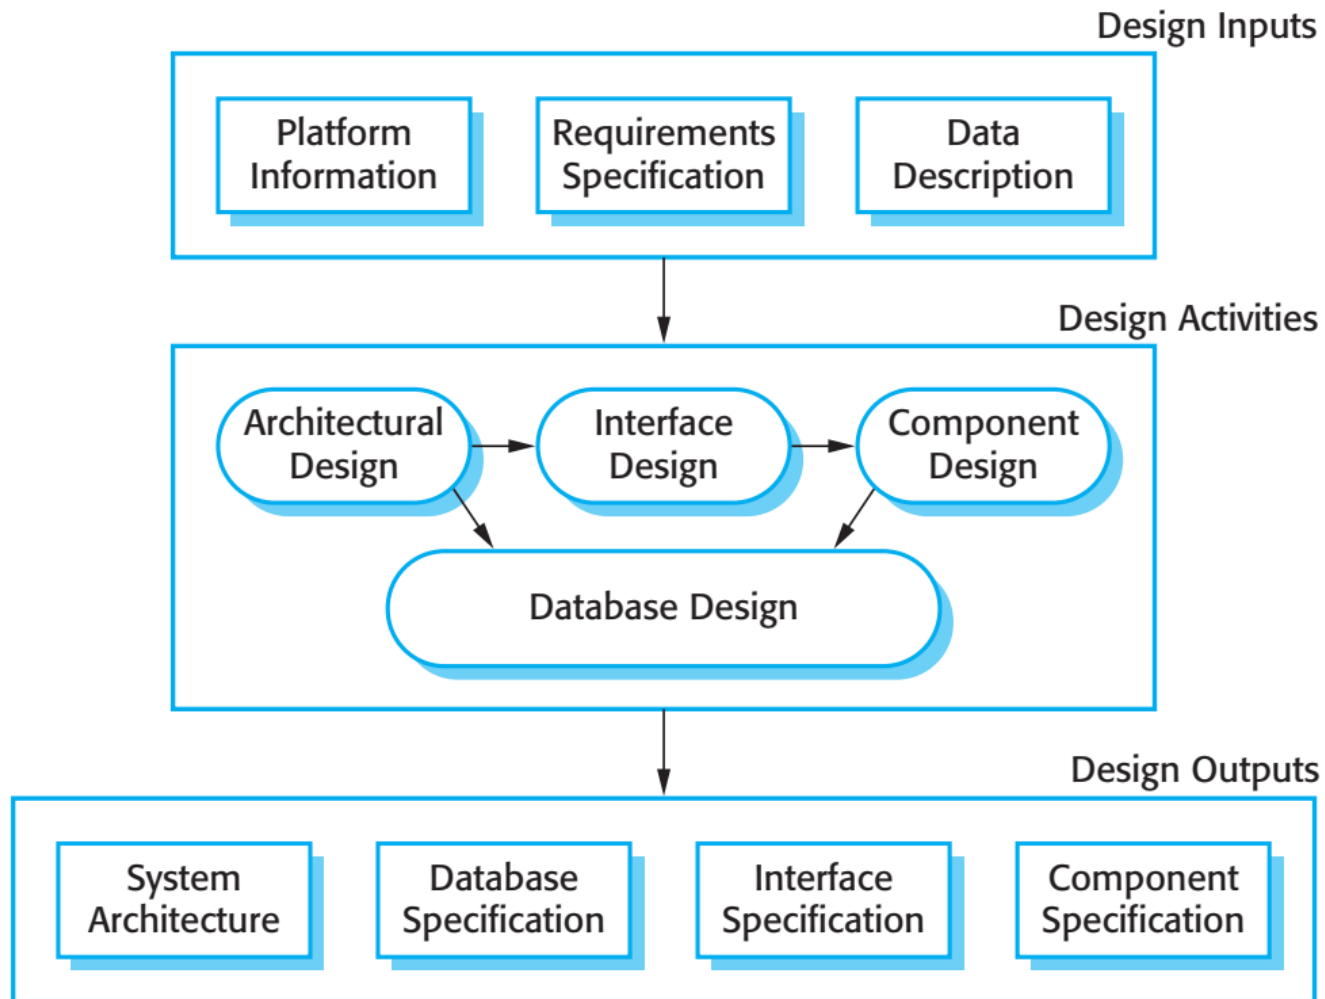 Design Inputs
Platform
Information
Requirements
Specification
Data
Description
Design Activities
Architectural
Design
Interface
Design
Component
Design
Database Design
Design Outputs
System
Architecture
Database
Specification
Interface
Specification
Component
Specification